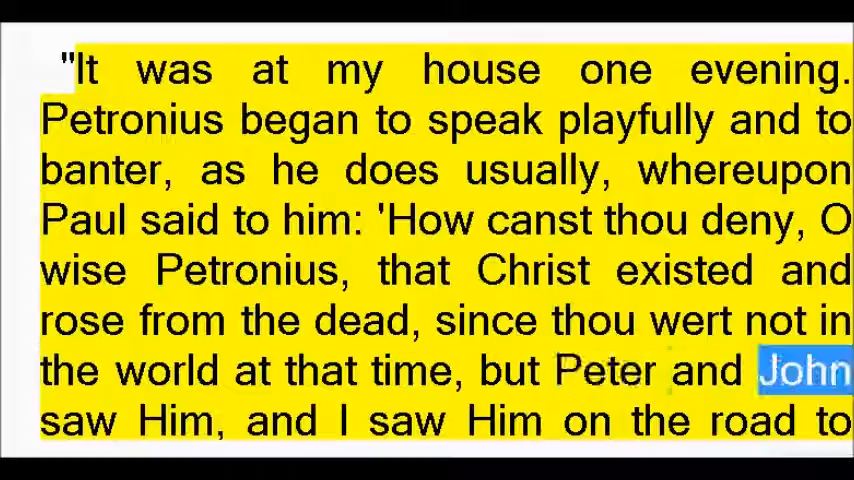 "It was at my house one evening.
Petronius began to speak playfully and to
banter, as he does usually, whereupon
Paul said to him: 'How canst thou deny, O
wise Petronius, that Christ existed and
rose from the dead, since thou wert not in
the world at that time, but Peter and John
saw Him, and I saw Him on the road to